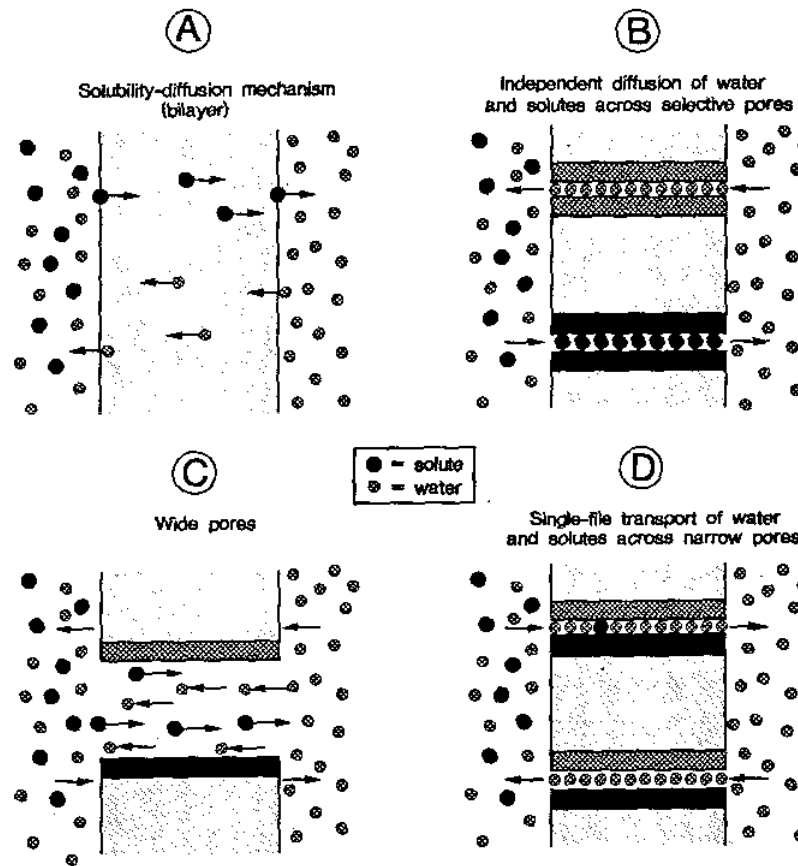 A
Solubility-diffusion mechanism
(bilayer)
B
Independent diffusion of water
and solutes across selective pores
C
Wide pores
= solute
= water
D
Single-file transport of water
and solutes across narrow pores